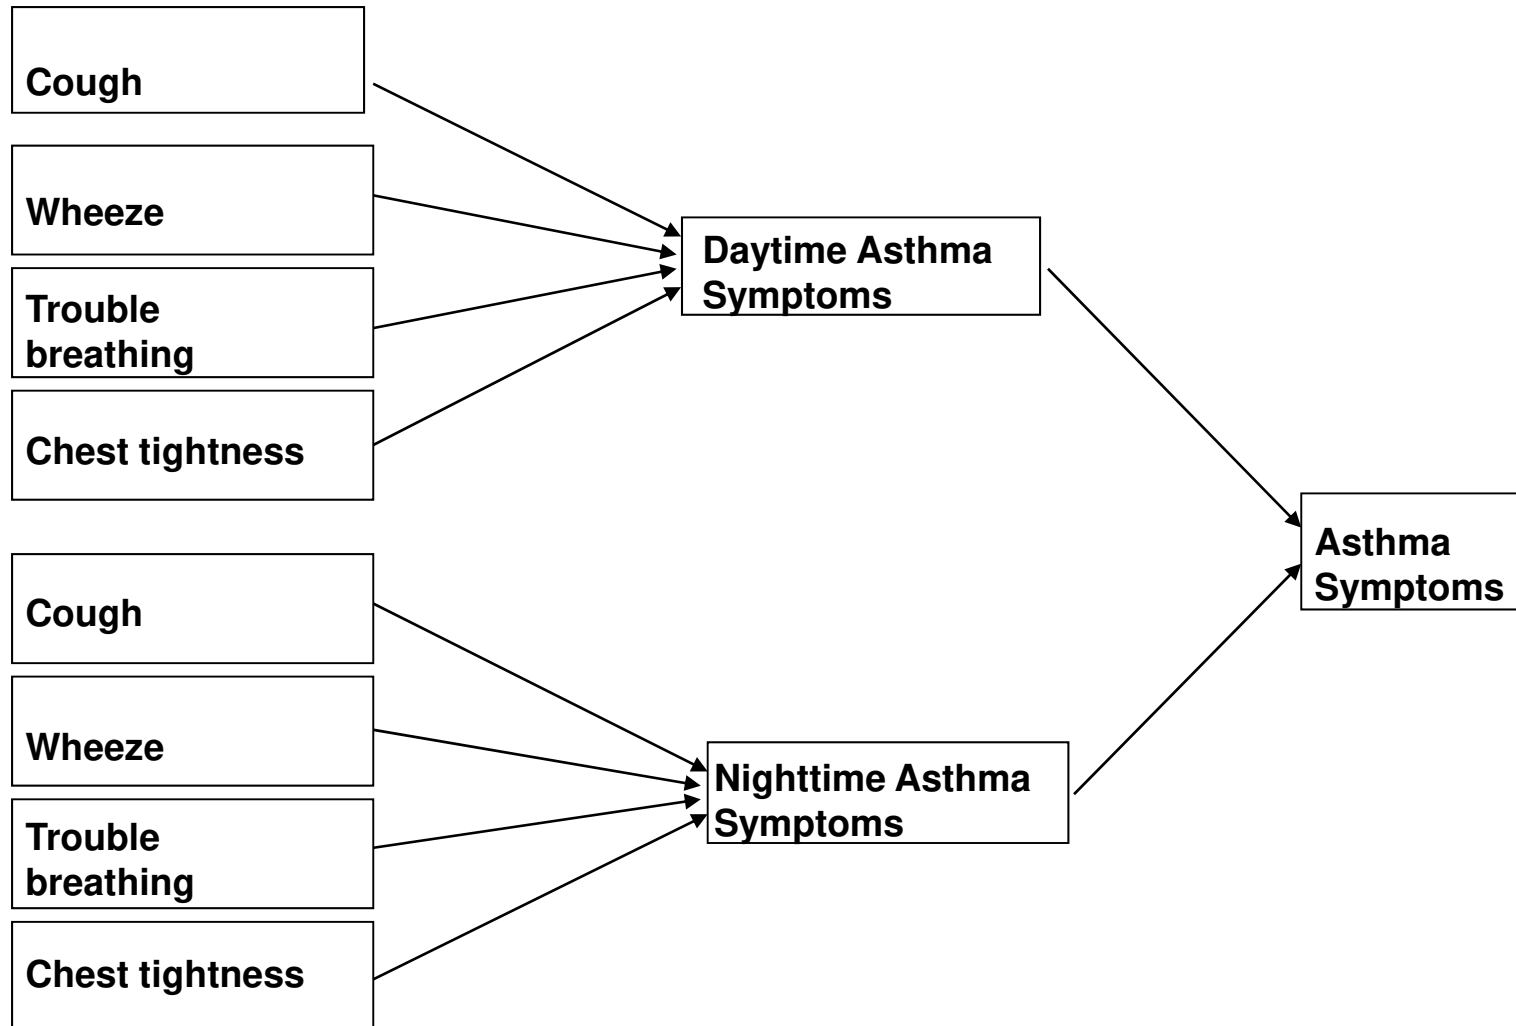 Cough
Wheeze
Trouble
breathing
Chest tightness
Daytime Asthma
Symptoms
Cough
Wheeze
Trouble
breathing
Chest tightness
Nighttime Asthma
Symptoms
Asthma
Symptoms